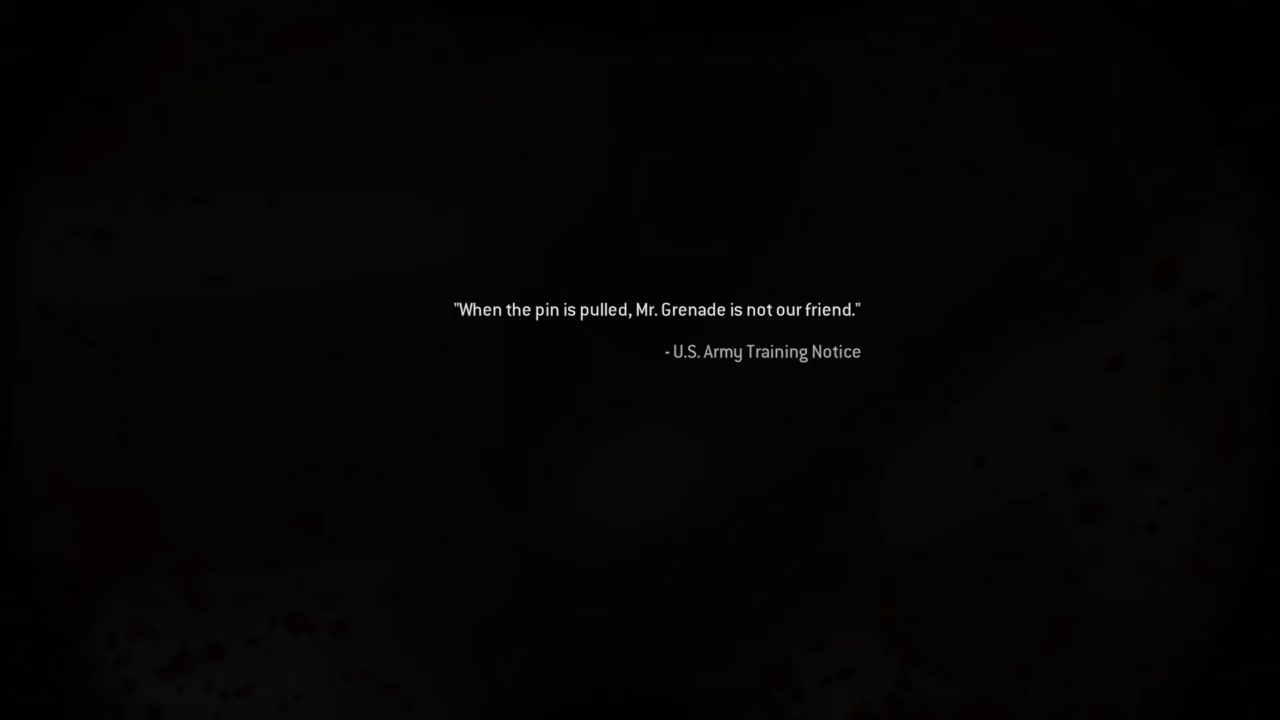 "When the pin is pulled, Mr. Grenade is not our friend."
- U.S. Army Training Notice